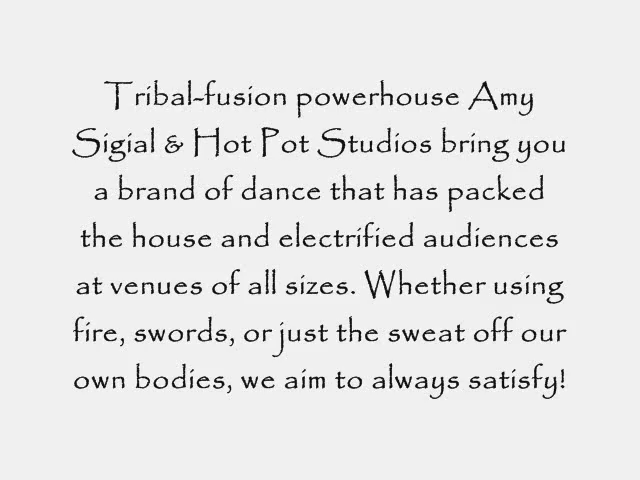 Tribal-fusion powerhouse Amy
Sigial & Hot Pot Studios bring you
a brand of dance that has packed
the house and electrified audiences
at venues of all sizes. Whether using
fire, swords, or just the sweat off our
own bodies, we aim to always satisfy!